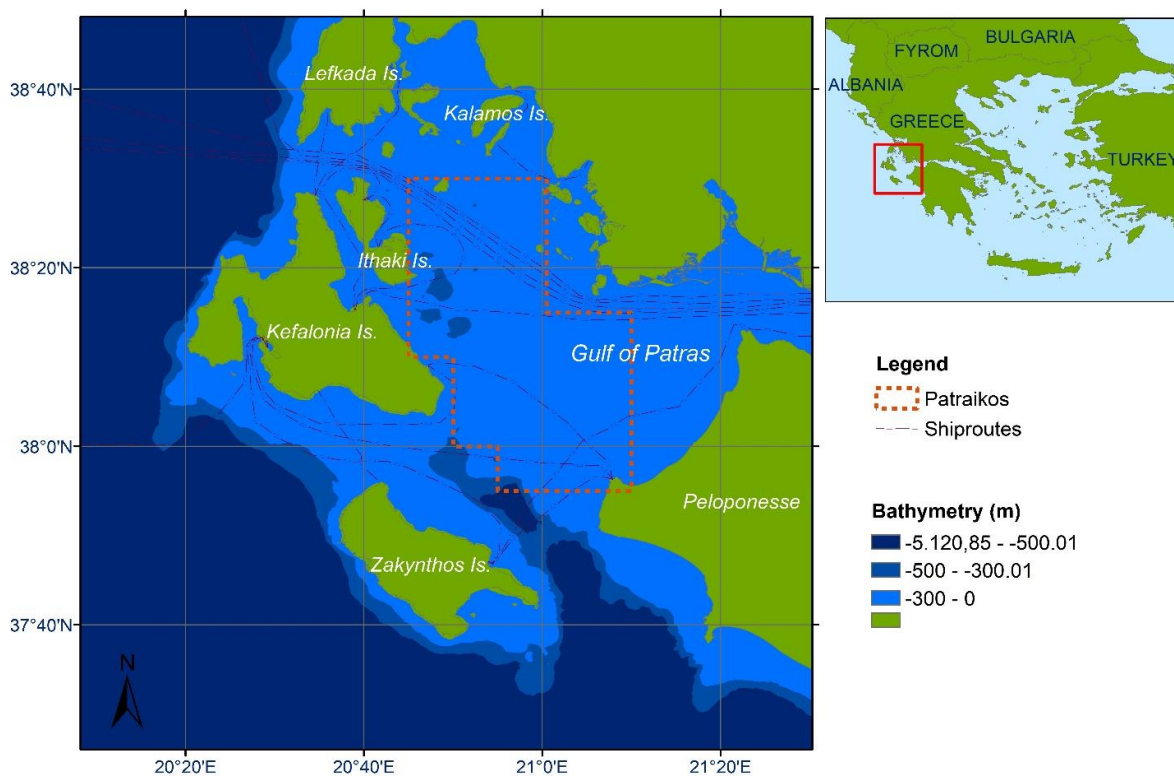 38°40'N
38°20'N
38°0'N
37°40'N
Lefkada Is.
Kalamos Is.
Ithaki Is.
Kefalonia Is.
Gulf of Patras
Peloponesse
Zakynthos Is.
N
20°20'E
20°40'E
21°0'E
21°20'E
BULGARIA
FYROM
ALBANIA
GREECE
TURKEY
Legend
Patraikos
Shiproutes
Bathymetry (m)
-5.120,85 - -500.01
-500 - -300.01
-300 - 0